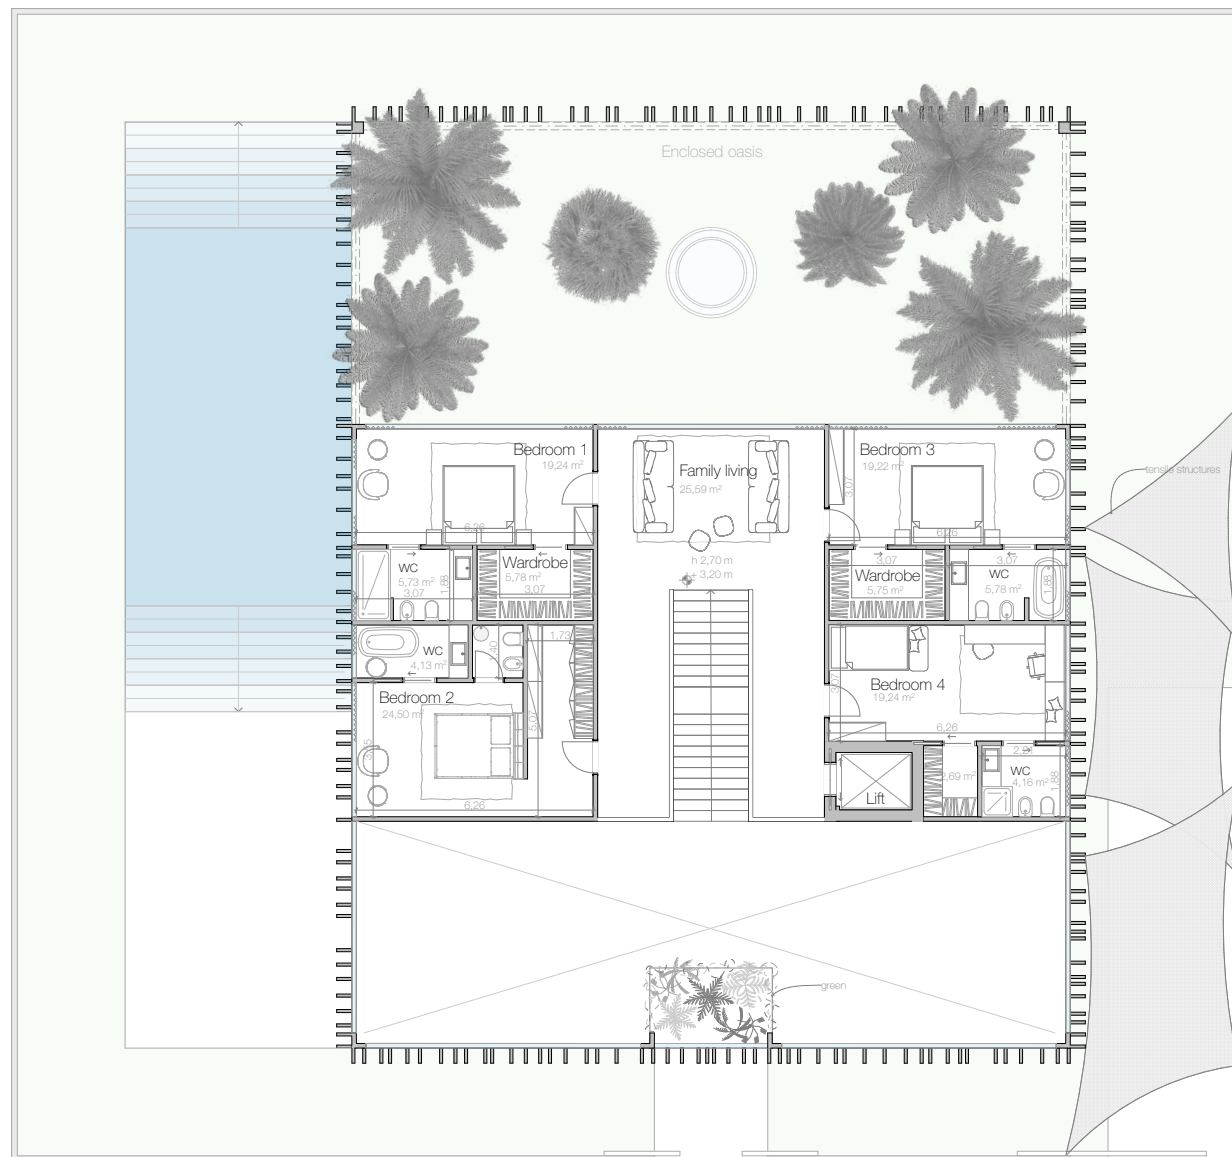 Enclosed oasis
Bedroom 1
19,24 m²
6,26
Family living
25,59 m²
Bedroom 3
19,22 m²
3,07
6,26
tensile structures
WC
5,73 m²
3,07
1,88
Wardrobe
5,78 m²
3,07
h 2,70 m
+ 3,20 m
3,07
Wardrobe
5,75 m²
3,07
WC
5,78 m²
1,88
WC
4,13 m²
1,73
Bedroom 2
24,50 m²
5,07
6,26
3,07
Bedroom 4
19,24 m²
6,26
Lift
WC
4,16 m²
1,88
green